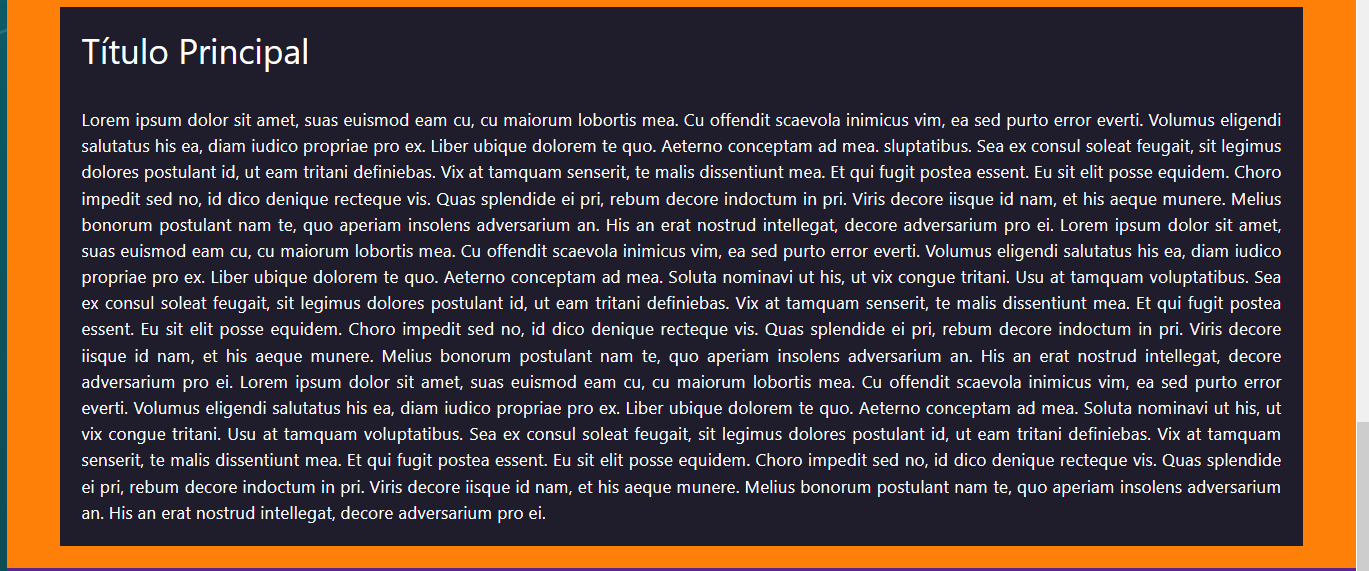 Título Principal
Lorem ipsum dolor sit amet, suas euismod eam cu, cu maiorum lobortis mea. Cu offendit scaevola inimicus vim, ea sed purto error everti. Volumus eligendi
salutatus his ea, diam iudico propriae pro ex. Liber ubique dolorem te quo. Aeterno conceptam ad mea. sluptatibus. Sea ex consul soleat feugait, sit legimus
dolores postulant id, ut eam tritani definiebas. Vix at tamquam senserit, te malis dissentiunt mea. Et qui fugit postea essent. Eu sit elit posse equidem. Choro
impedit sed no, id dico denique recteque vis. Quas splendide ei pri, rebum decore indoctum in pri. Viris decore iisque id nam, et his aeque munere. Melius
bonorum postulant nam te, quo aperiam insolens adversarium an. His an erat nostrud intellegat, decore adversarium pro ei. Lorem ipsum dolor sit amet,
suas euismod eam cu, cu maiorum lobortis mea. Cu offendit scaevola inimicus vim, ea sed purto error everti. Volumus eligendi salutatus his ea, diam iudico
propriae pro ex. Liber ubique dolorem te quo. Aeterno conceptam ad mea. Soluta nominavi ut his, ut vix congue tritani. Usu at tamquam voluptatibus. Sea
ex consul soleat feugait, sit legimus dolores postulant id, ut eam tritani definiebas. Vix at tamquam senserit, te malis dissentiunt mea. Et qui fugit postea
essent. Eu sit elit posse equidem. Choro impedit sed no, id dico denique recteque vis. Quas splendide ei pri, rebum decore indoctum in pri. Viris decore
iisque id nam, et his aeque munere. Melius bonorum postulant nam te, quo aperiam insolens adversarium an. His an erat nostrud intellegat, decore
adversarium pro ei. Lorem ipsum dolor sit amet, suas euismod eam cu, cu maiorum lobortis mea. Cu offendit scaevola inimicus vim, ea sed purto error
everti. Volumus eligendi salutatus his ea, diam iudico propriae pro ex. Liber ubique dolorem te quo. Aeterno conceptam ad mea. Soluta nominavi ut his, ut
vix congue tritani. Usu at tamquam voluptatibus. Sea ex consul soleat feugait, sit legimus dolores postulant id, ut eam tritani definiebas. Vix at tamquam
senserit, te malis dissentiunt mea. Et qui fugit postea essent. Eu sit elit posse equidem. Choro impedit sed no, id dico denique recteque vis. Quas splendide
ei pri, rebum decore indoctum in pri. Viris decore iisque id nam, et his aeque munere. Melius bonorum postulant nam te, quo aperiam insolens adversarium
an. His an erat nostrud intellegat, decore adversarium pro ei.